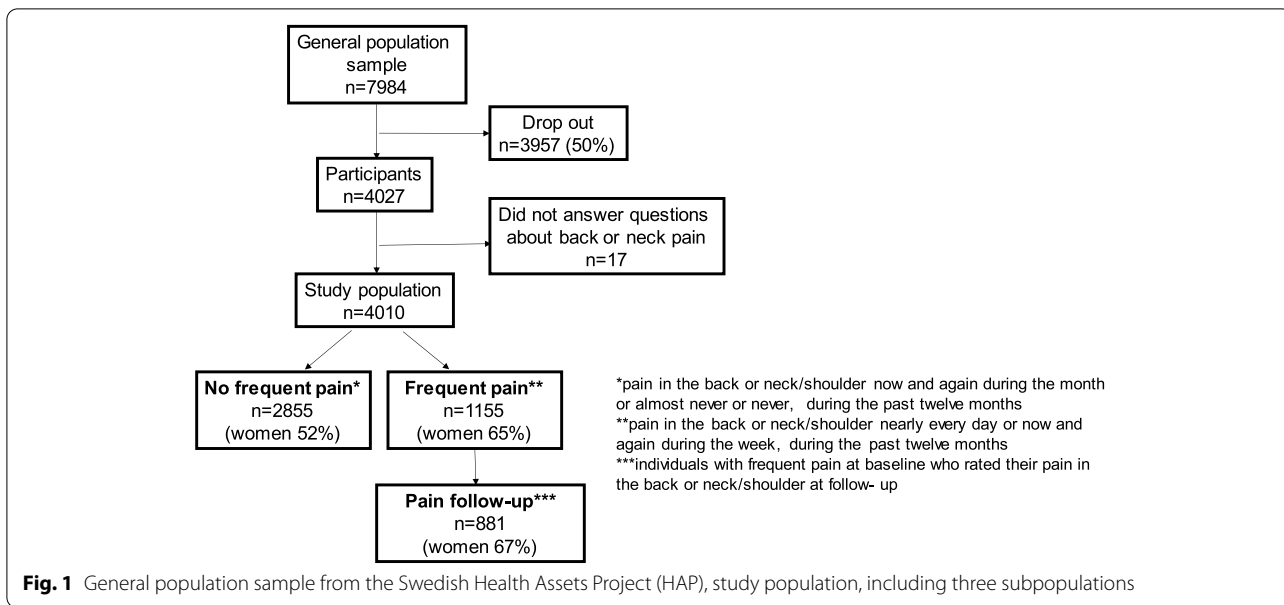 General population
sample
n=7984
Drop out
n=3957 (50%)
Participants
n=4027
Did not answer questions
about back or neck pain
n=17
Study population
n=4010
No frequent pain*
n=2855
(women 52%)
Frequent pain**
n=1155
(women 65%)
*pain in the back or neck/shoulder now and again during the month
or almost never or never, during the past twelve months
**pain in the back or neck/shoulder nearly every day or now and
again during the week, during the past twelve months
***individuals with frequent pain at baseline who rated their pain in
the back or neck/shoulder at follow- up
Pain follow-up***
n=881
(women 67%)
Fig. 1 General population sample from the Swedish Health Assets Project (HAP), study population, including three subpopulations